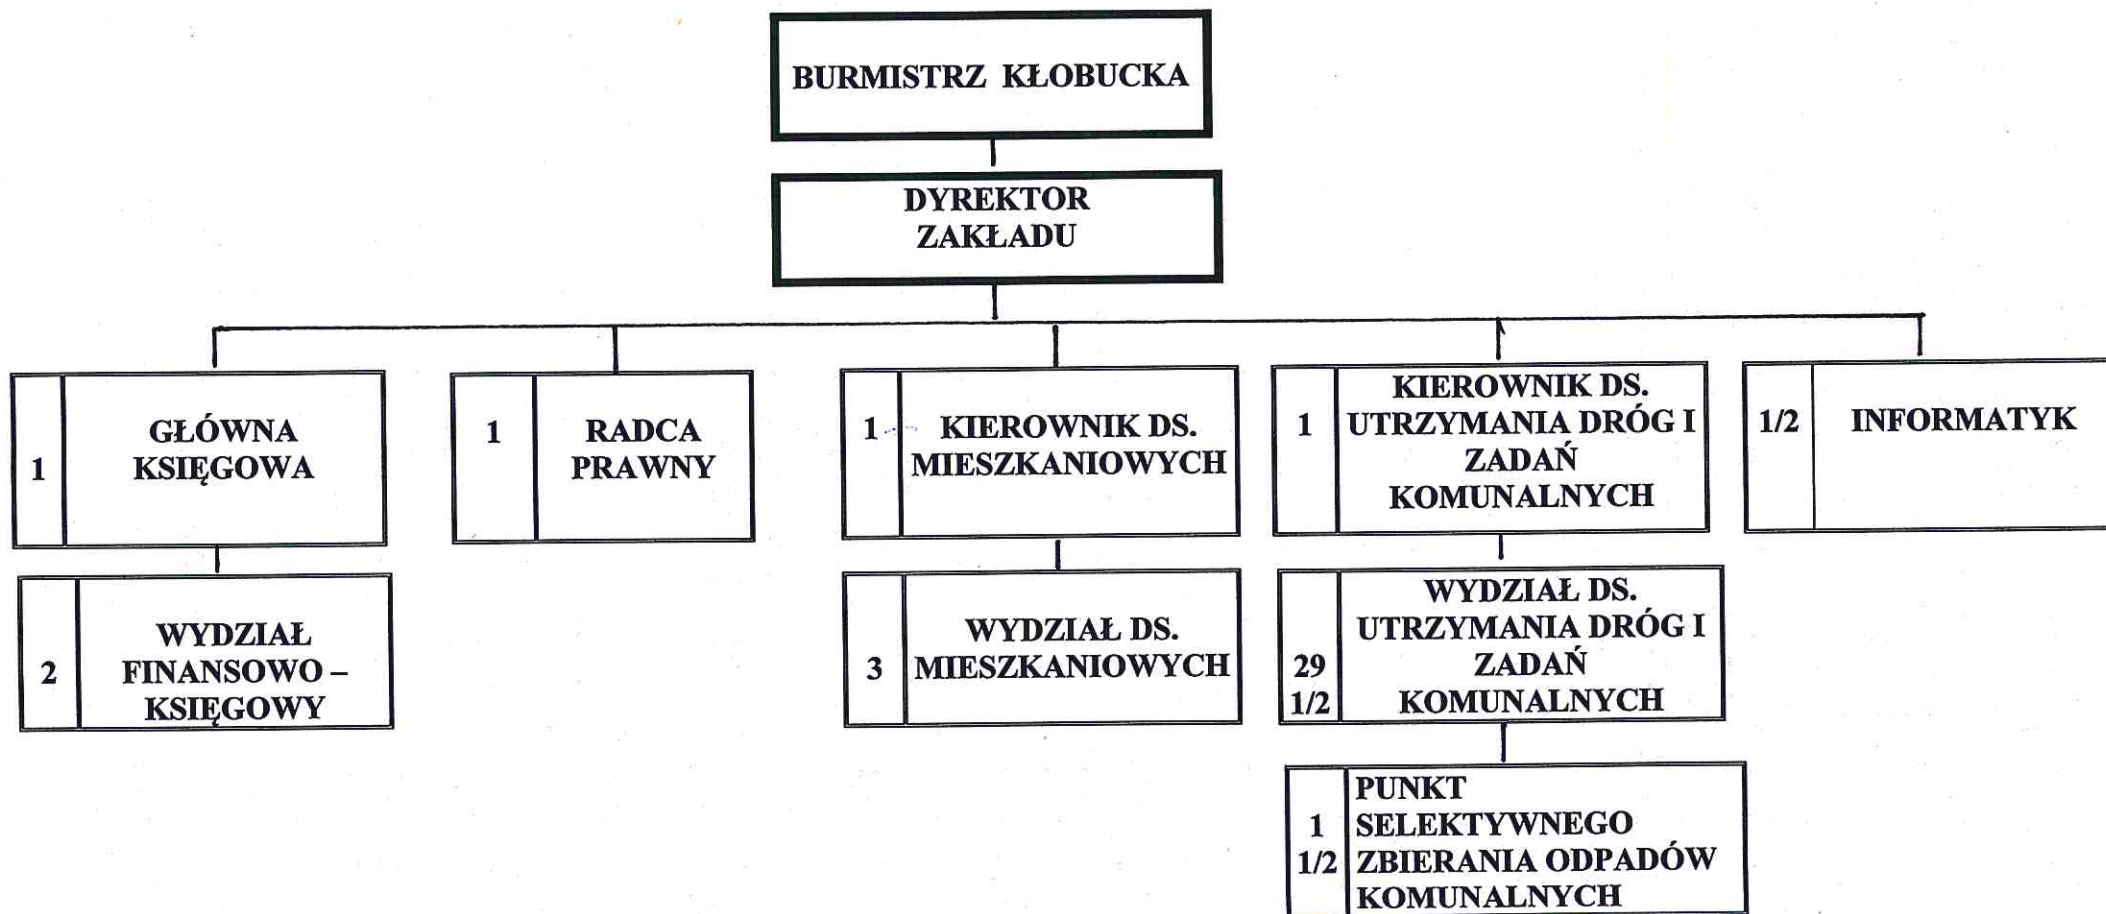 BURMISTRZ KŁOBUCKA
DYREKTOR
ZAKŁADU
1
GŁÓWNA
KSIĘGOWA
1
RADCA
PRAWNY
1
KIEROWNIK DS.
MIESZKANIOWYCH
1
KIEROWNIK DS.
UTRZYMANIA DRÓG I
ZADAŃ
KOMUNALNYCH
1/2
INFORMATYK
2
WYDZIAŁ
FINANSOWO –
KSIĘGOWY
3
WYDZIAŁ DS.
MIESZKANIOWYCH
29
1/2
WYDZIAŁ DS.
UTRZYMANIA DRÓG I
ZADAŃ
KOMUNALNYCH
1
1/2
PUNKT
SELEKTYWNEGO
ZBIERANIA ODPADÓW
KOMUNALNYCH